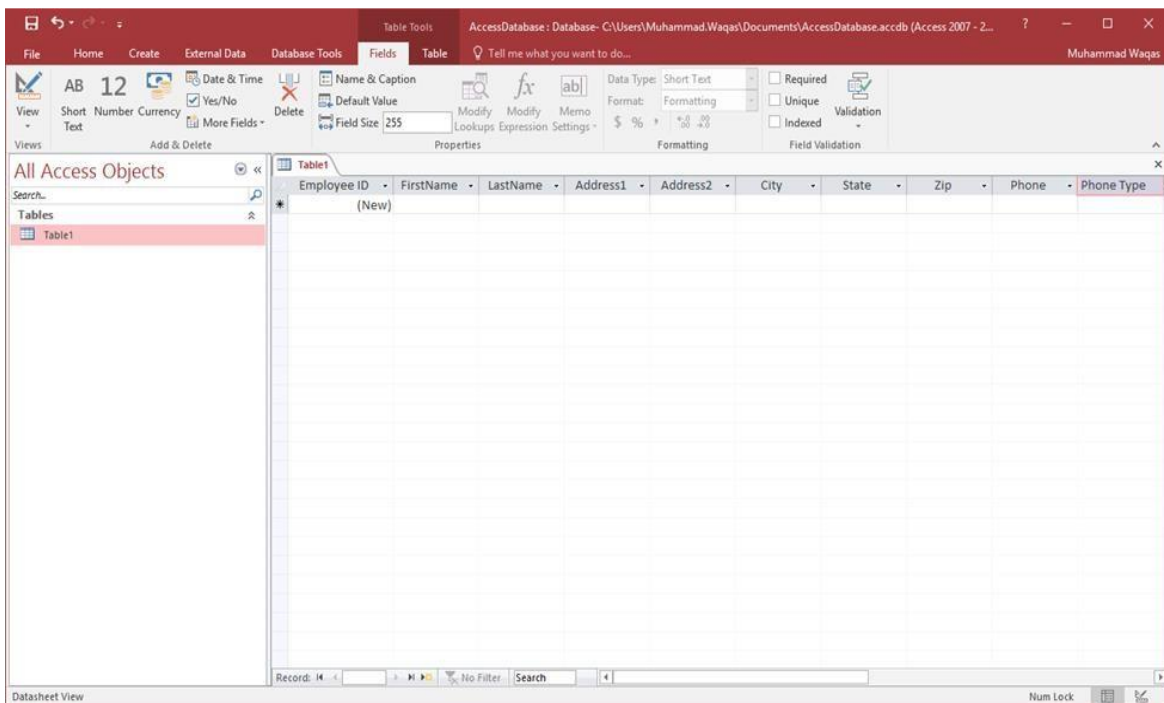 Table Tools
AccessDatabase : Database- C:\Users\Muhammad.Waqas\Documents\AccessDatabase.accdb (Access 2007 - 2...
?
File Home Create External Data Database Tools Fields Table Tell me what you want to do... Muhammad Waqas
View
AB Short Text
12 Number
Currency
Date & Time
Yes/No
More Fields
Delete
Name & Caption
Default Value
Field Size 255
Modify Lookups
fx Modify Expression
ab Memo Settings
Data Type: Short Text
Format: Formatting
$ % , .0 .00 .00 .0
Required
Unique
Indexed
Validation
Views Add & Delete Properties Formatting Field Validation
All Access Objects
Search...
Tables
Table1
Table1
Employee ID FirstName LastName Address1 Address2 City State Zip Phone Phone Type
(New)
Record: No Filter Search
Datasheet View Num Lock